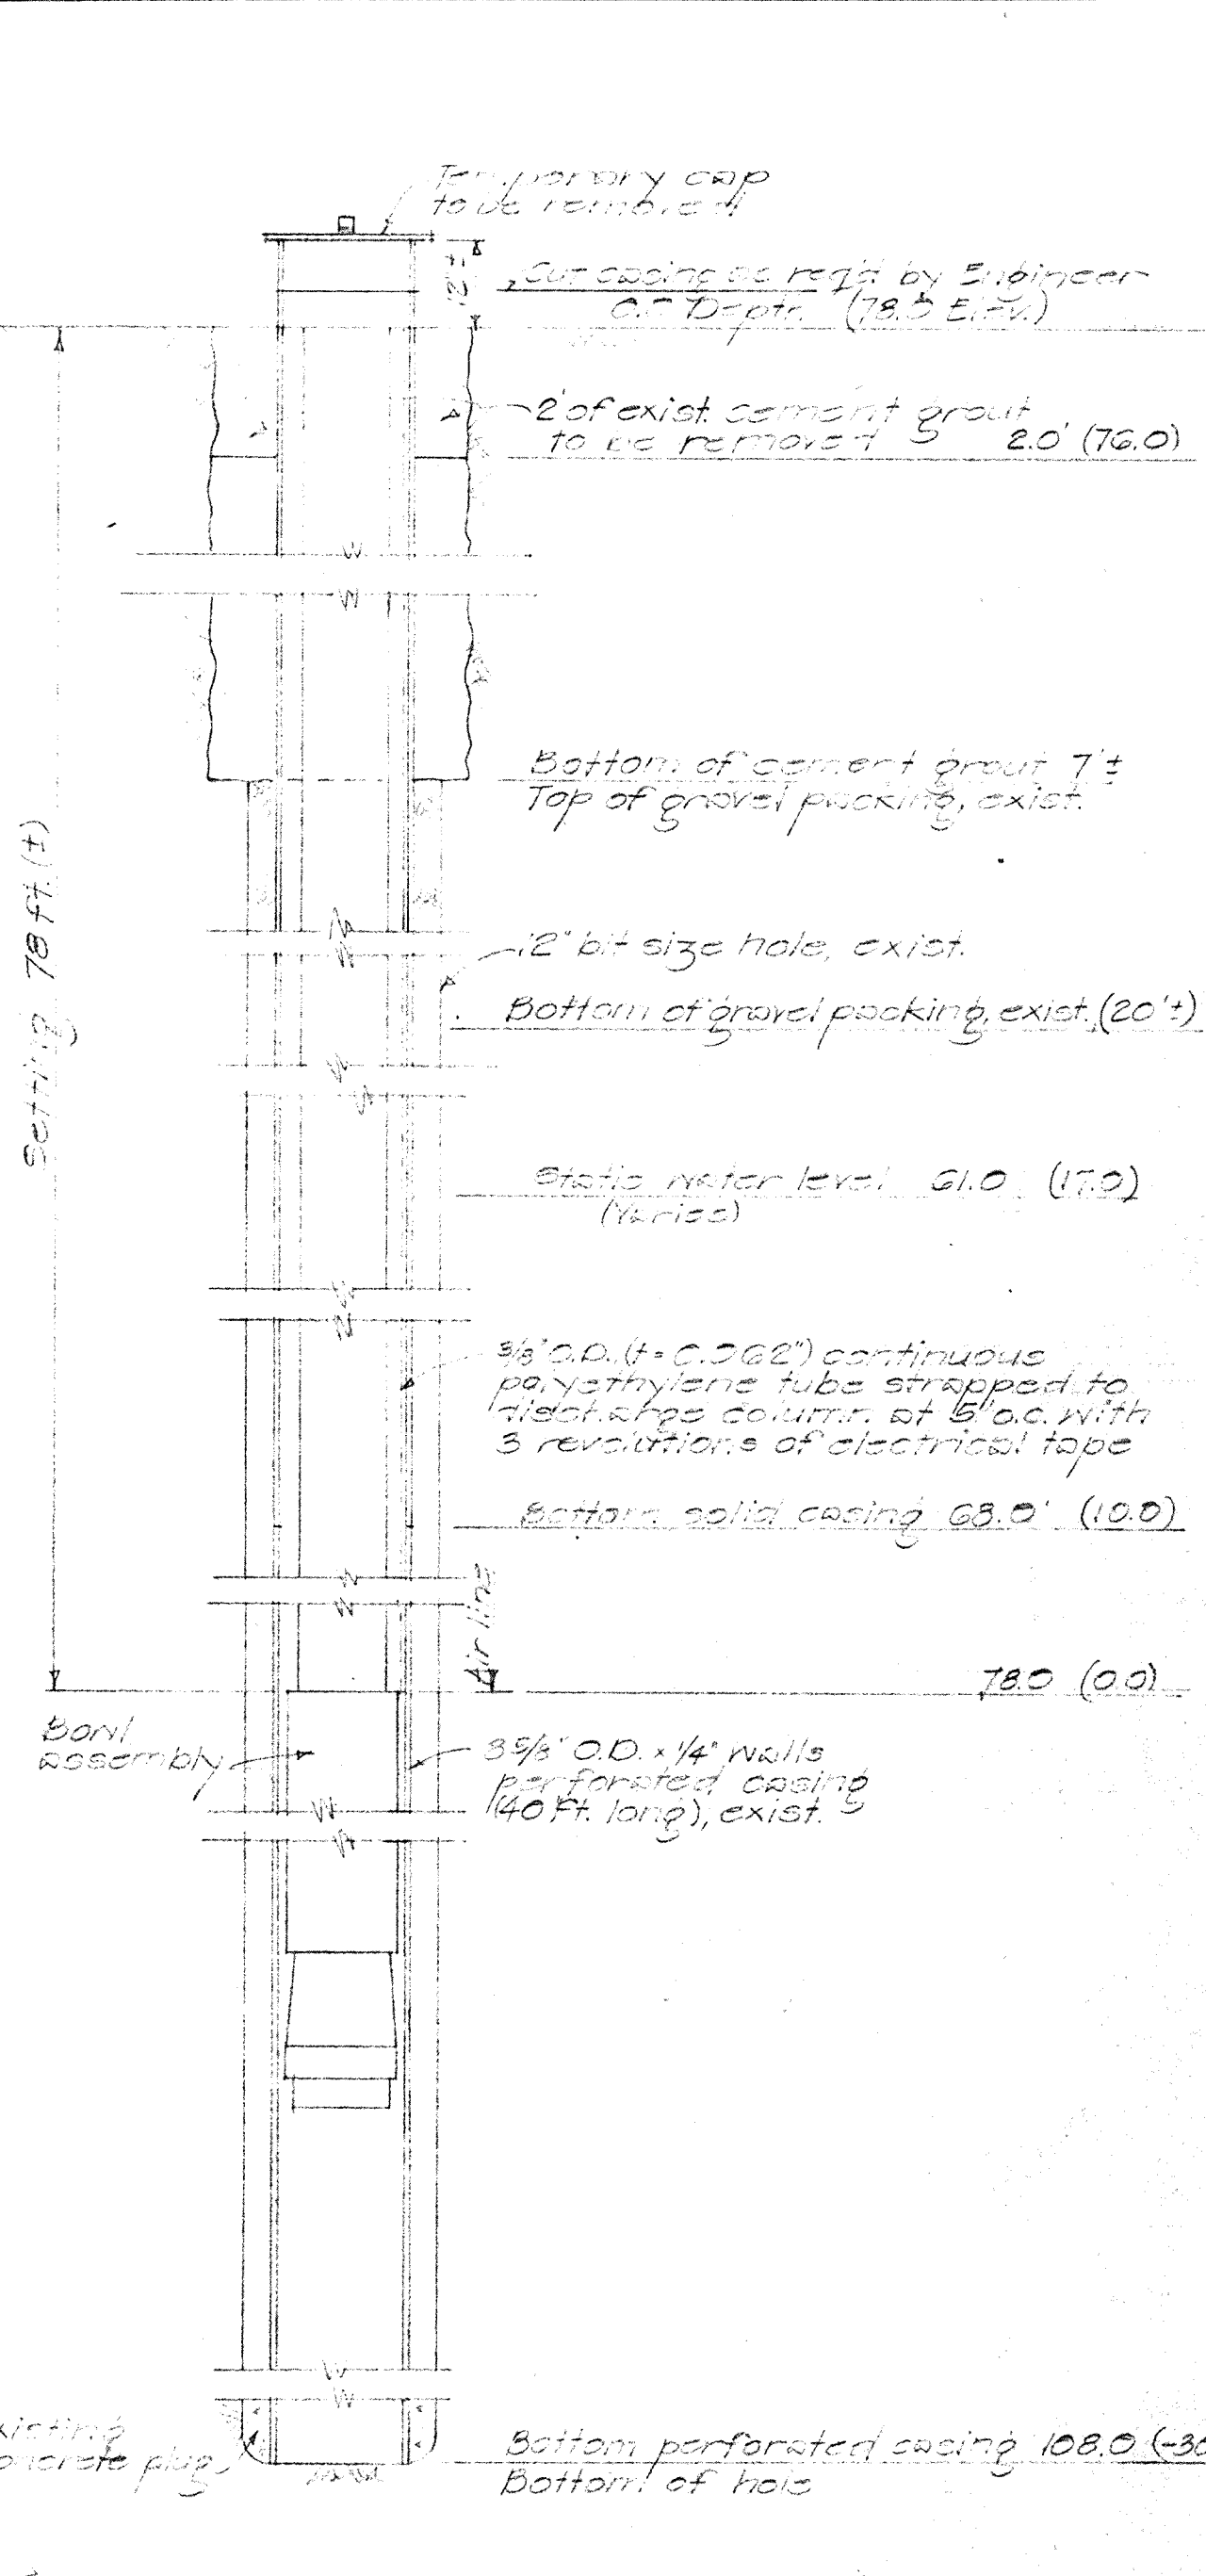 Temporary cap
to be removed
12"±
Cut casing as req'd. by Engineer
0.0 Depth (78.0 Elev.)
2' of exist. cement grout
to be removed 2.0' (76.0)
Bottom of cement grout 7'±
Top of gravel packing, exist.
Setting 78 ft. (±)
12" bit size hole, exist.
Bottom of gravel packing, exist. (20'±)
Static water level 61.0 (17.0)
(Varies)
3/8" O.D. (t=0.062") continuous
polyethylene tube strapped to
discharge column at 5' o.c. with
3 revolutions of electrical tape
Bottom solid casing 68.0' (10.0)
Air line
78.0 (0.0)
Bowl
assembly
8 5/8" O.D. x 1/4" walls
perforated casing
(40 ft. long), exist.
xisting
oncrete plug
Bottom perforated casing 108.0 (-30
Bottom of hole